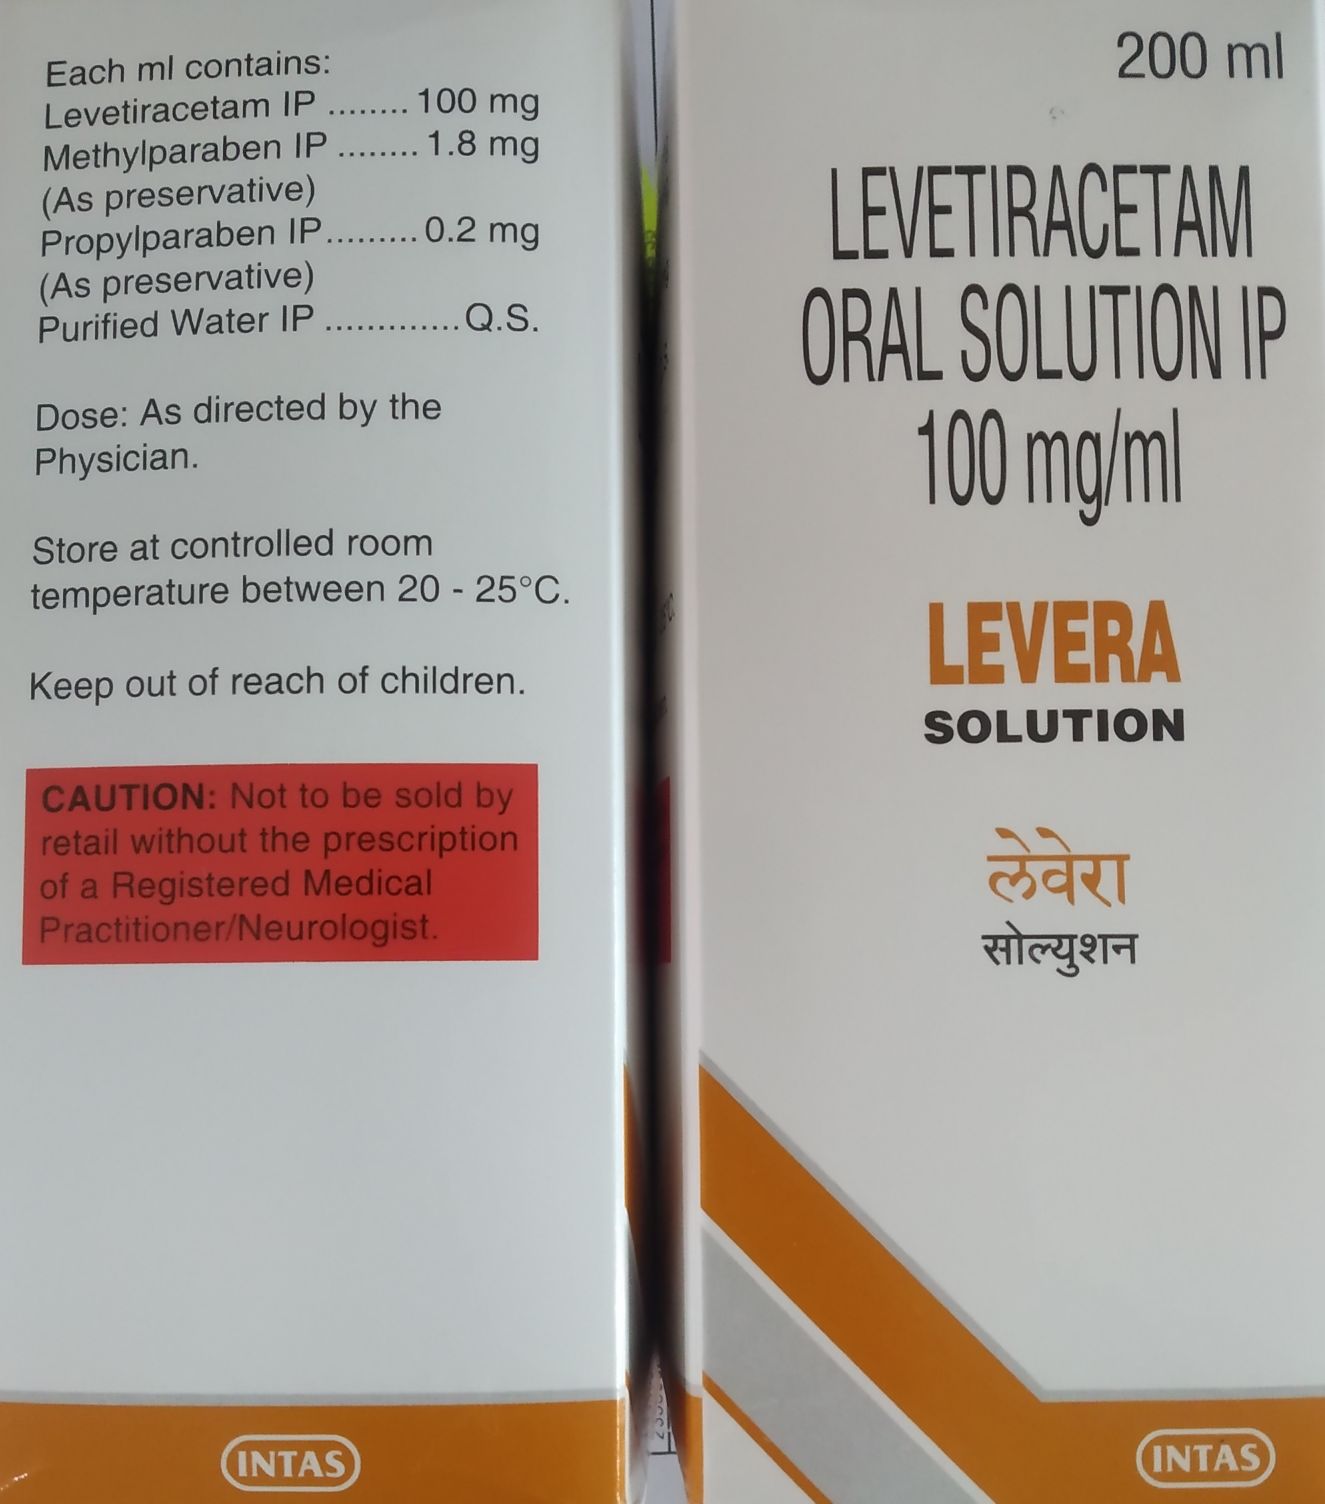 Each ml contains:
Levetiracetam IP ........ 100 mg
Methylparaben IP ........ 1.8 mg
(As preservative)
Propylparaben IP......... 0.2 mg
(As preservative)
Purified Water IP ............. Q.S.
Dose: As directed by the
Physician.
Store at controlled room
temperature between 20 - 25°C.
Keep out of reach of children.
CAUTION: Not to be sold by
retail without the prescription
of a Registered Medical
Practitioner/Neurologist.
INTAS
200 ml
LEVETIRACETAM
ORAL SOLUTION IP
100 mg/ml
LEVERA
SOLUTION
लेवेरा
सोल्युशन
INTAS